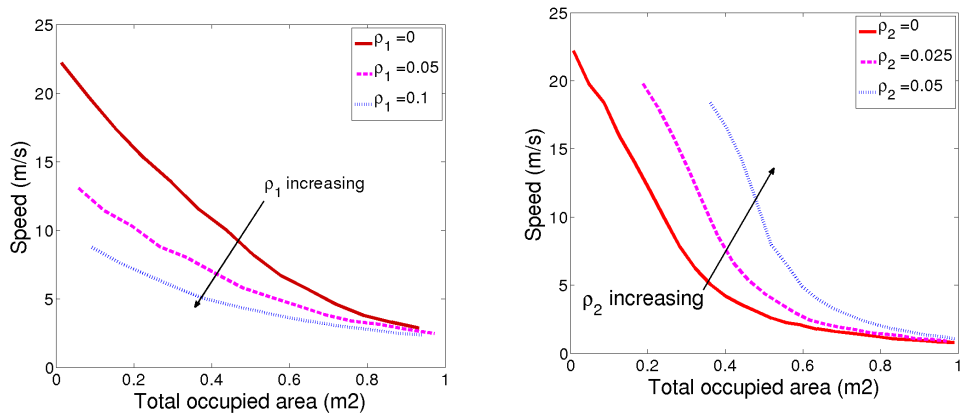 25
20
15
10
5
0
0
0.2
0.4
0.6
0.8
1
Speed (m/s)
Total occupied area (m2)
ρ1 =0
ρ1 =0.05
ρ1 =0.1
ρ1 increasing
25
20
15
10
5
0
0
0.2
0.4
0.6
0.8
1
Speed (m/s)
Total occupied area (m2)
ρ2 =0
ρ2 =0.025
ρ2 =0.05
ρ2 increasing